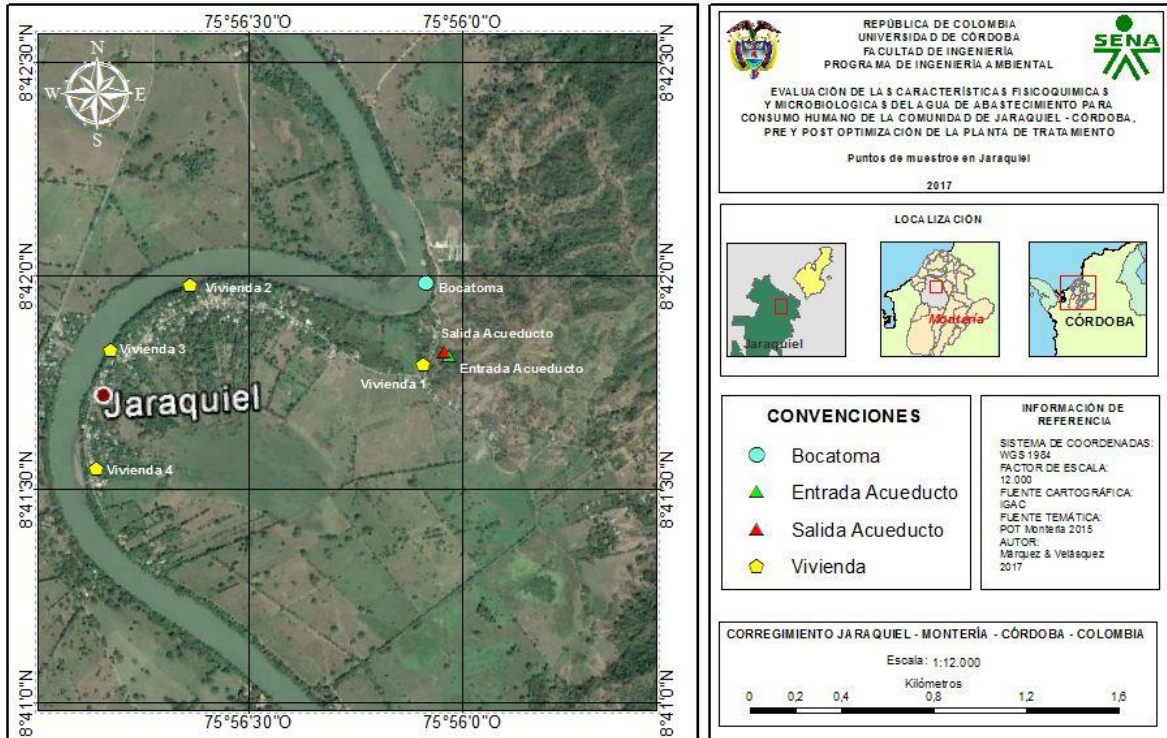 75°56'30"O
75°56'0"O
8°42'30"N
8°42'30"N
N
W
E
S
8°42'0"N
8°42'0"N
Bocatoma
Vivienda 2
Salida Acueducto
Vivienda 3
Entrada Acueducto
Vivienda 1
Jaraquiel
Vivienda 4
8°41'30"N
8°41'30"N
8°41'0"N
8°41'0"N
75°56'30"O
75°56'0"O
REPÚBLICA DE COLOMBIA
UNIVERSIDAD DE CÓRDOBA
FACULTAD DE INGENIERÍA
PROGRAMA DE INGENIERÍA AMBIENTAL
SENA
EVALUACIÓN DE LAS CARACTERÍSTICAS FISICOQUIMICAS
Y MICROBIOLOGICAS DEL AGUA DE ABASTECIMIENTO PARA
CONSUMO HUMANO DE LA COMUNIDAD DE JARAQUIEL - CÓRDOBA,
PRE Y POST OPTIMIZACIÓN DE LA PLANTA DE TRATAMIENTO
Puntos de muestroe en Jaraquiel
2017
LOCALIZACIÓN
Jaraquiel
Montería
CÓRDOBA
CONVENCIONES
Bocatoma
Entrada Acueducto
Salida Acueducto
Vivienda
INFORMACIÓN DE
REFERENCIA
SISTEMA DE COORDENADAS:
WGS 1984
FACTOR DE ESCALA:
12.000
FUENTE CARTOGRÁFICA:
IGAC
FUENTE TEMÁTICA:
POT Montería 2015
AUTOR:
Márquez & Velásquez
2017
CORREGIMIENTO JARAQUIEL - MONTERÍA - CÓRDOBA - COLOMBIA
Escala: 1:12.000
Kilómetros
0 0,2 0,4 0,8 1,2 1,6